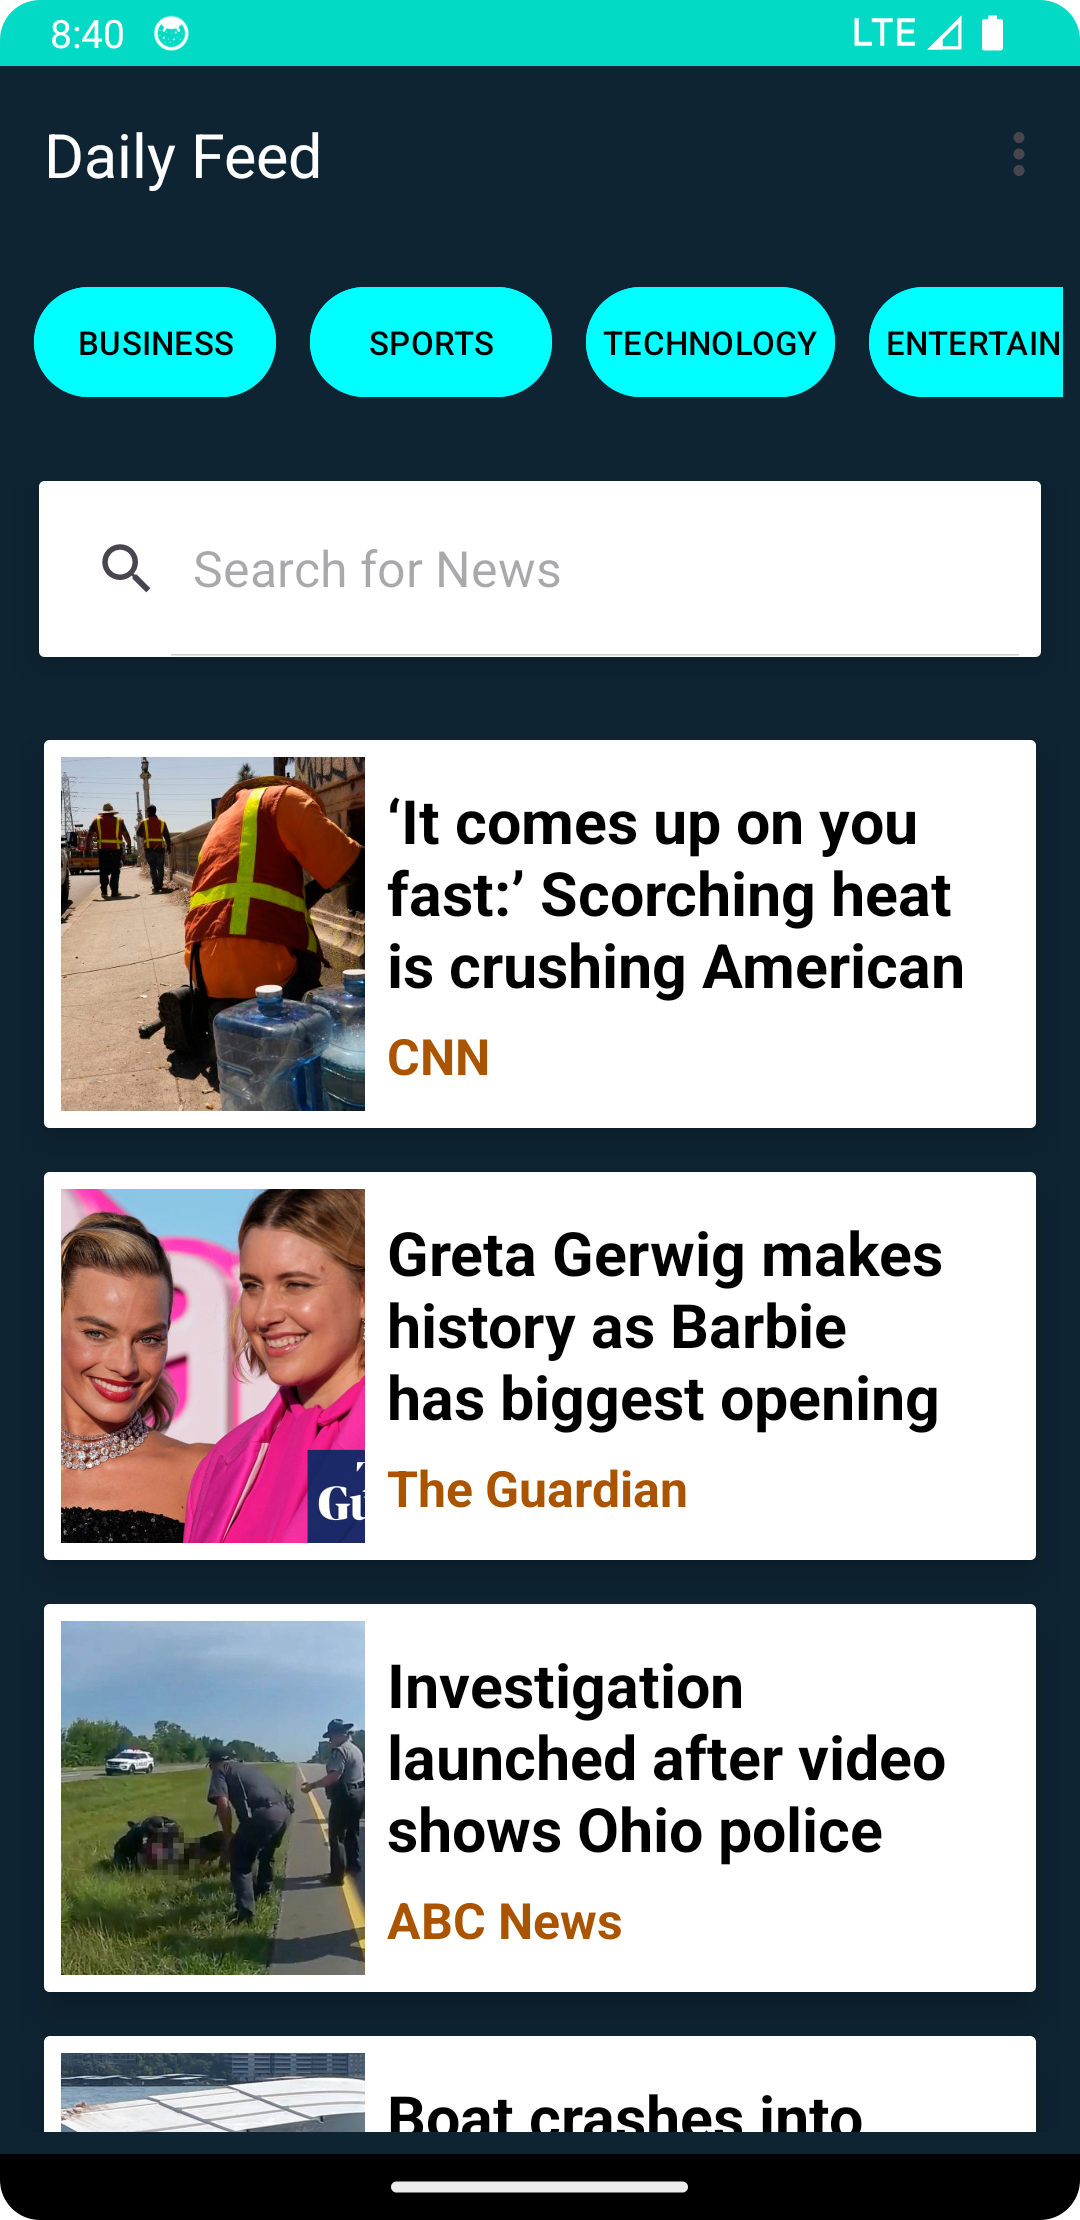 8:40 LTE
Daily Feed
BUSINESS SPORTS TECHNOLOGY ENTERTAIN
Search for News
‘It comes up on you
fast:’ Scorching heat
is crushing American
CNN
Greta Gerwig makes
history as Barbie
has biggest opening
The Guardian
Gu
Investigation
launched after video
shows Ohio police
ABC News
Boat crashes into